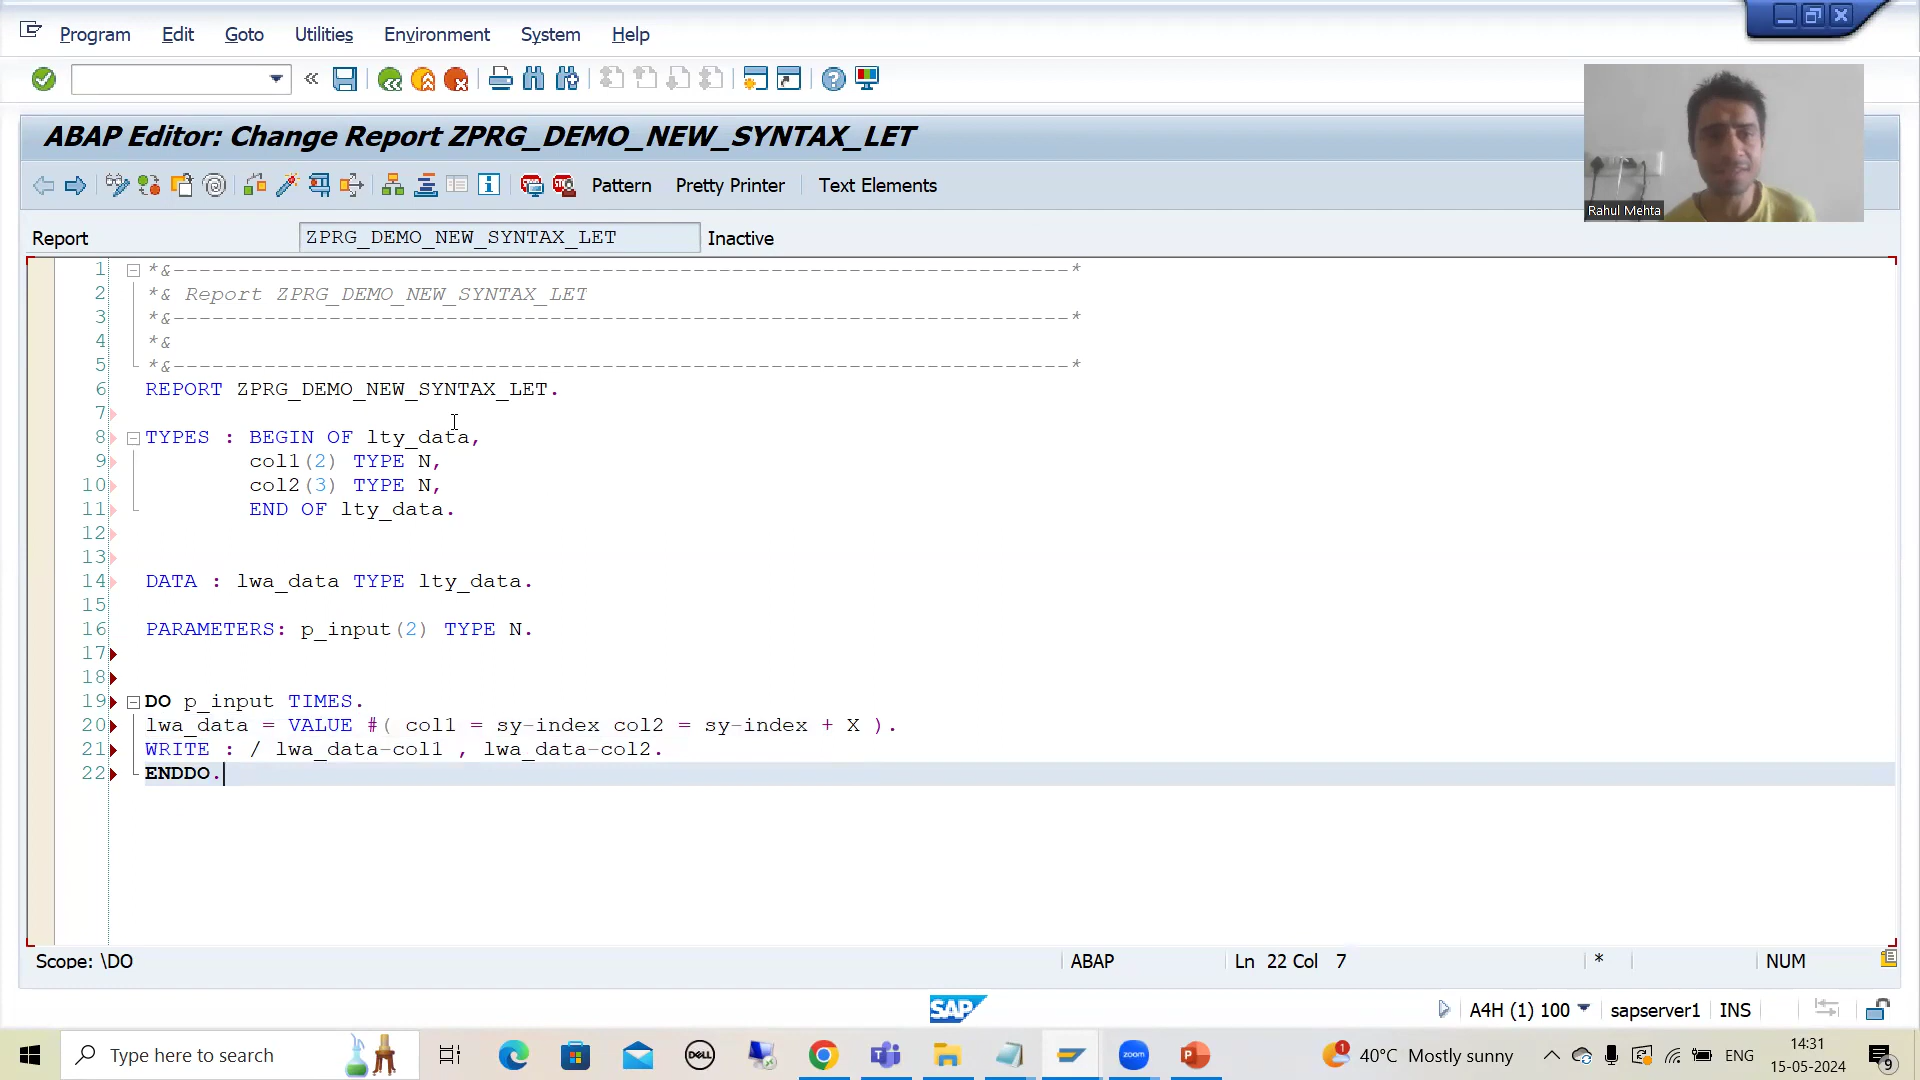 Program Edit Goto Utilities Environment System Help
ABAP Editor: Change Report ZPRG_DEMO_NEW_SYNTAX_LET
Pattern Pretty Printer Text Elements
Rahul Mehta
Report ZPRG_DEMO_NEW_SYNTAX_LET Inactive
1 *&---------------------------------------------------------------------*
2 *& Report ZPRG_DEMO_NEW_SYNTAX_LET
3 *&---------------------------------------------------------------------*
4 *&
5 *&---------------------------------------------------------------------*
6 REPORT ZPRG_DEMO_NEW_SYNTAX_LET.
7
8 TYPES : BEGIN OF lty_data,
9 col1(2) TYPE N,
10 col2(3) TYPE N,
11 END OF lty_data.
12
13
14 DATA : lwa_data TYPE lty_data.
15
16 PARAMETERS: p_input(2) TYPE N.
17
18
19 DO p_input TIMES.
20 lwa_data = VALUE #( col1 = sy-index col2 = sy-index + X ).
21 WRITE : / lwa_data-col1 , lwa_data-col2.
22 ENDDO.
Scope: \DO ABAP Ln 22 Col 7 * NUM
SAP A4H (1) 100 sapserver1 INS
Type here to search DELL zoom 1 40°C Mostly sunny ENG 14:31
15-05-2024 9